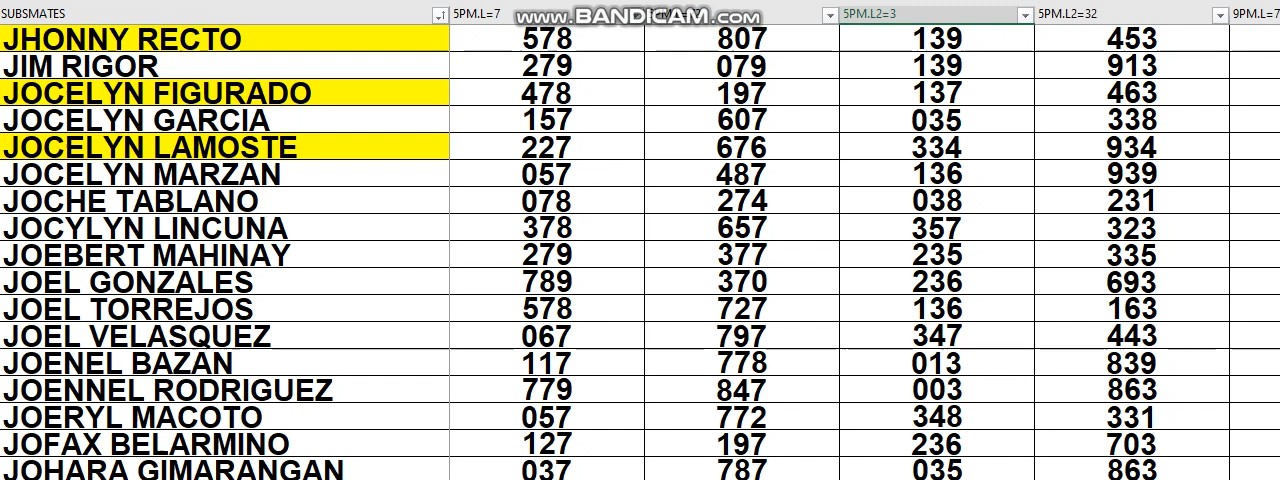 SUBSMATES 5PM.L=7 www.BANDICAM.com 5PM.L2=3 5PM.L2=32 9PM.L=7
JHONNY RECTO 578 807 139 453
JIM RIGOR 279 079 139 913
JOCELYN FIGURADO 478 197 137 463
JOCELYN GARCIA 157 607 035 338
JOCELYN LAMOSTE 227 676 334 934
JOCELYN MARZAN 057 487 136 939
JOCHE TABLANO 078 274 038 231
JOCYLYN LINCUNA 378 657 357 323
JOEBERT MAHINAY 279 377 235 335
JOEL GONZALES 789 370 236 693
JOEL TORREJOS 578 727 136 163
JOEL VELASQUEZ 067 797 347 443
JOENEL BAZAN 117 778 013 839
JOENNEL RODRIGUEZ 779 847 003 863
JOERYL MACOTO 057 772 348 331
JOFAX BELARMINO 127 197 236 703
JOHARA GIMARANGAN 037 787 035 863